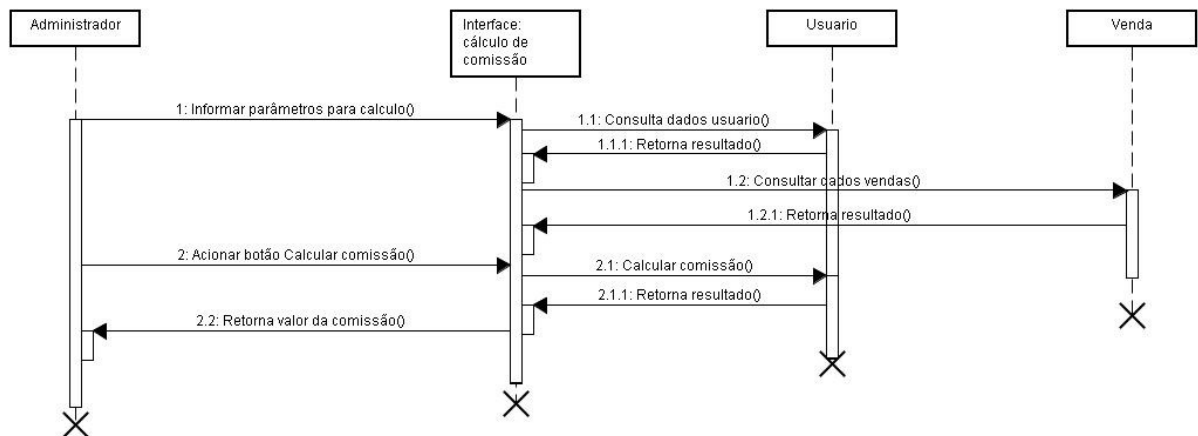 Administrador
Interface:
cálculo de
comissão
Usuario
Venda
1: Informar parâmetros para calculo()
1.1: Consulta dados usuario()
1.1.1: Retorna resultado()
1.2: Consultar dados vendas()
1.2.1: Retorna resultado()
2: Acionar botão Calcular comissão()
2.1: Calcular comissão()
2.1.1: Retorna resultado()
2.2: Retorna valor da comissão()